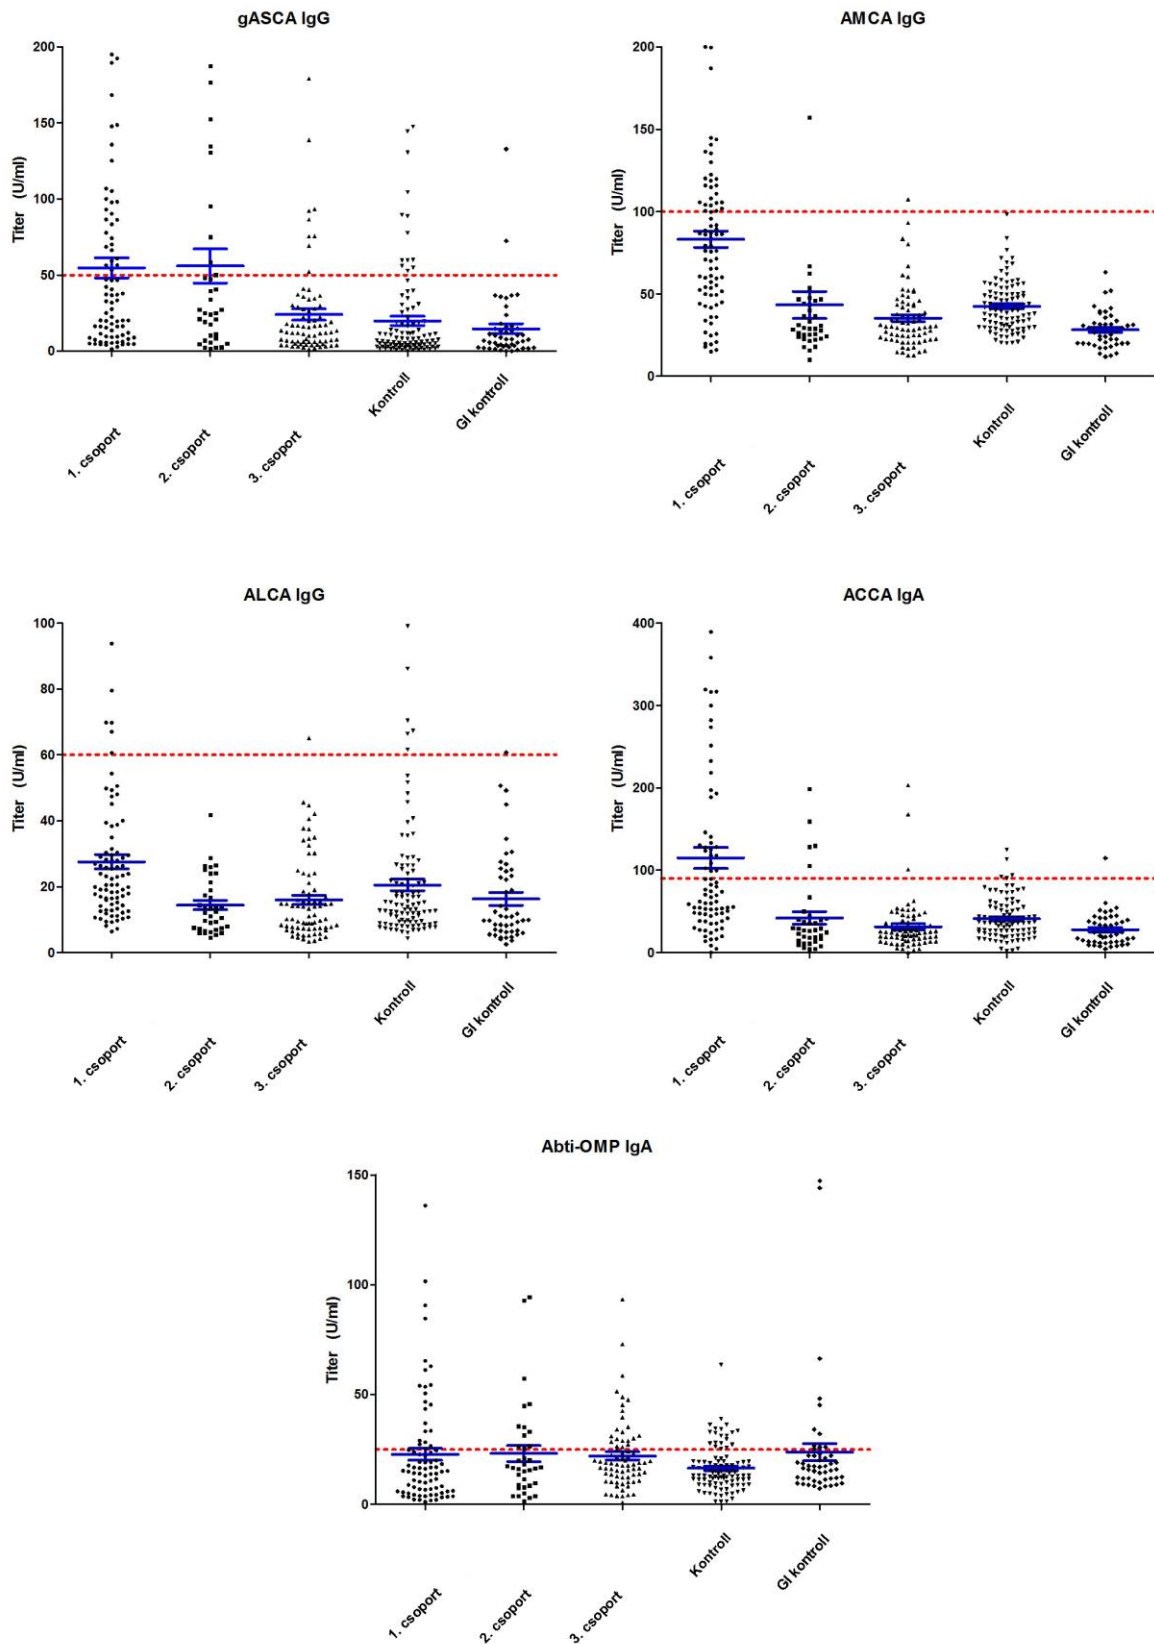 gASCA IgG
Titer (U/ml)
200
150
100
50
0
1. csoport
2. csoport
3. csoport
Kontroll
GI kontroll
AMCA IgG
Titer (U/ml)
200
150
100
50
0
1. csoport
2. csoport
3. csoport
Kontroll
GI kontroll
ALCA IgG
Titer (U/ml)
100
80
60
40
20
0
1. csoport
2. csoport
3. csoport
Kontroll
GI kontroll
ACCA IgA
Titer (U/ml)
400
300
200
100
0
1. csoport
2. csoport
3. csoport
Kontroll
GI kontroll
Abti-OMP IgA
Titer (U/ml)
150
100
50
0
1. csoport
2. csoport
3. csoport
Kontroll
GI kontroll